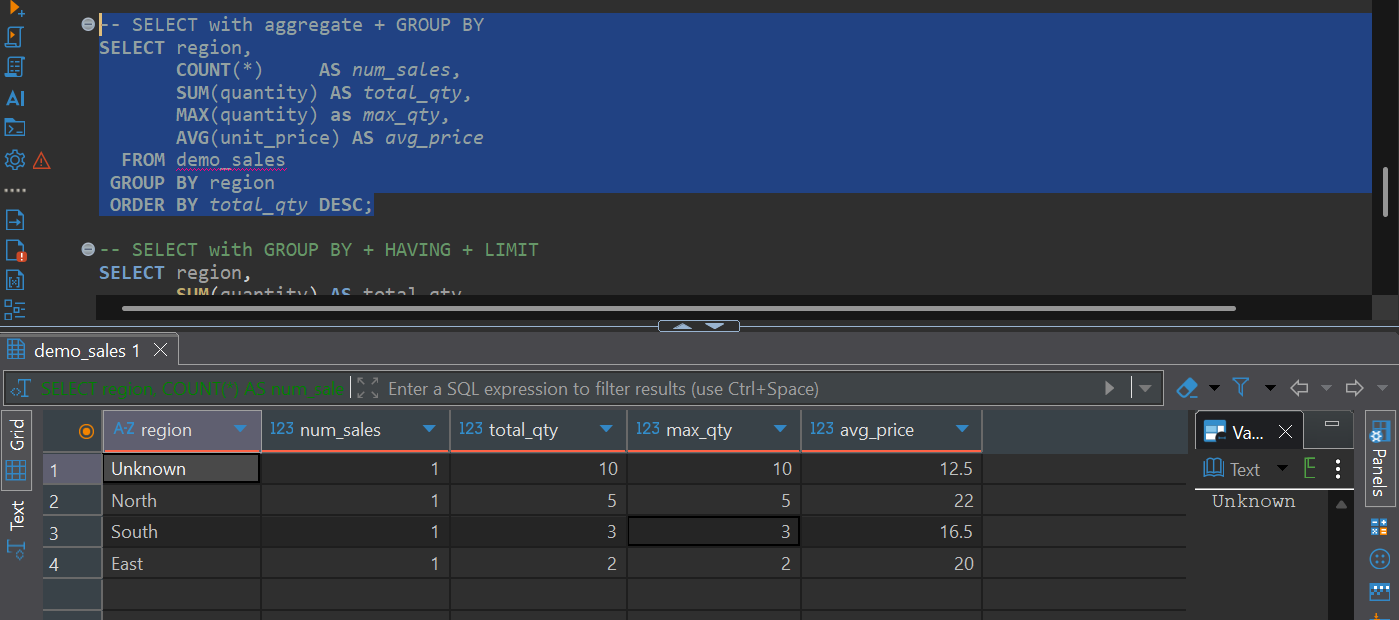 -- SELECT with aggregate + GROUP BY
SELECT region,
       COUNT(*)     AS num_sales,
       SUM(quantity) AS total_qty,
       MAX(quantity) as max_qty,
       AVG(unit_price) AS avg_price
  FROM demo_sales
 GROUP BY region
 ORDER BY total_qty DESC;
-- SELECT with GROUP BY + HAVING + LIMIT
SELECT region,
       SUM(quantity) AS total_qty
AI
demo_sales 1
SELECT region, COUNT(*) AS num_sale
Enter a SQL expression to filter results (use Ctrl+Space)
Grid
Text
A-Z region 123 num_sales 123 total_qty 123 max_qty 123 avg_price
1 Unknown 1 10 10 12.5
2 North 1 5 5 22
3 South 1 3 3 16.5
4 East 1 2 2 20
Va...
Text
Unknown
Panels